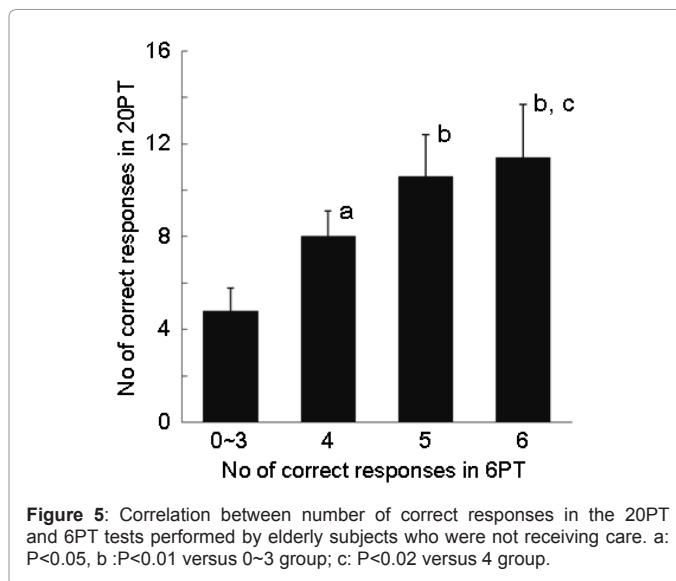 16
12
8
4
0
No of correct responses in 20PT
a
b
b, c
0~3
4
5
6
No of correct responses in 6PT
Figure 5: Correlation between number of correct responses in the 20PT
and 6PT tests performed by elderly subjects who were not receiving care. a:
P<0.05, b :P<0.01 versus 0~3 group; c: P<0.02 versus 4 group.